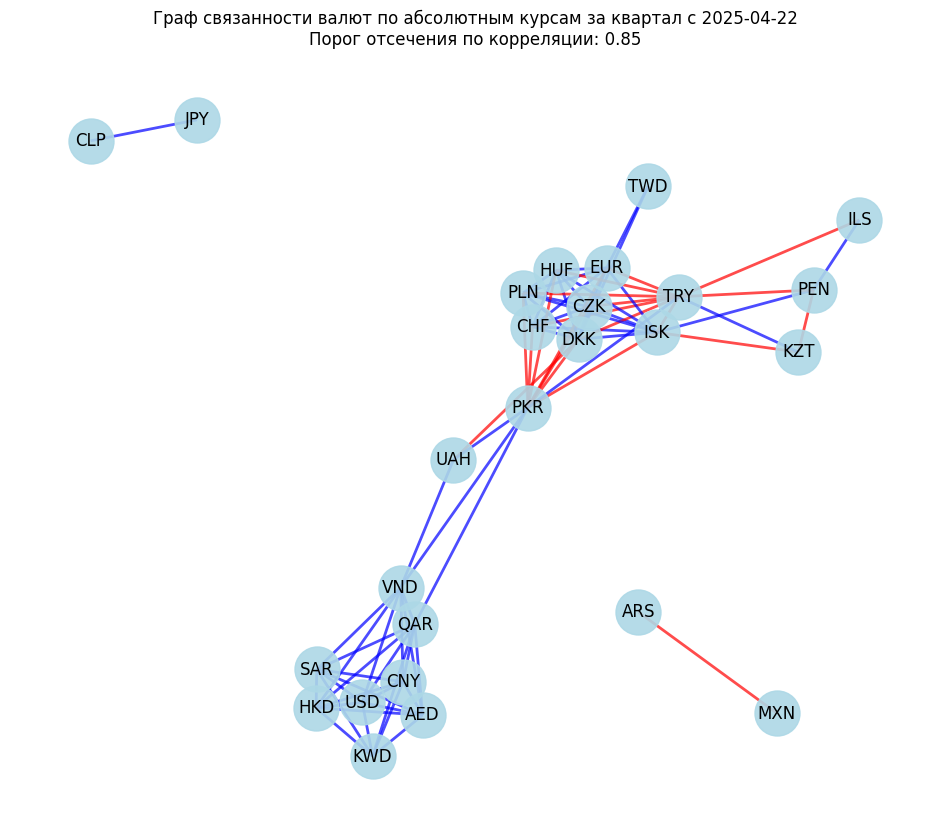 Граф связанности валют по абсолютным курсам за квартал с 2025-04-22
Порог отсечения по корреляции: 0.85
JPY
CLP
TWD
ILS
EUR
HUF
PLN
TRY
PEN
CZK
CHF
ISK
DKK
KZT
PKR
UAH
VND
ARS
QAR
SAR
CNY
USD
HKD
AED
MXN
KWD